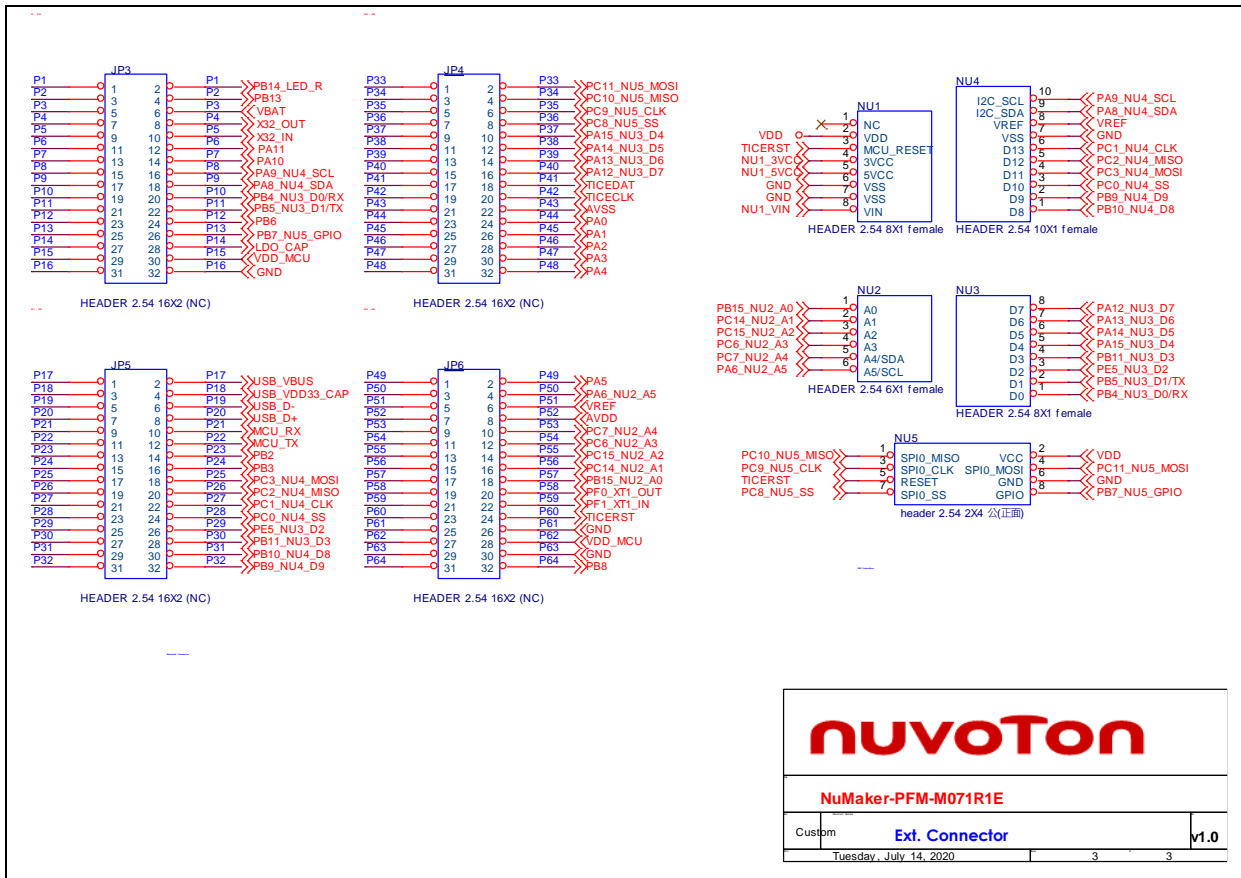 JP3
P1 1 2 P1 PB14_LED_R
P2 3 4 P2 PB13
P3 5 6 P3 VBAT
P4 7 8 P4 X32_OUT
P5 9 10 P5 X32_IN
P6 11 12 P6 PA11
P7 13 14 P7 PA10
P8 15 16 P8 PA9_NU4_SCL
P9 17 18 P9 PA8_NU4_SDA
P10 19 20 P10 PB4_NU3_D0/RX
P11 21 22 P11 PB5_NU3_D1/TX
P12 23 24 P12 PB6
P13 25 26 P13 PB7_NU5_GPIO
P14 27 28 P14 LDO_CAP
P15 29 30 P15 VDD_MCU
P16 31 32 P16 GND
HEADER 2.54 16X2 (NC)
JP4
P33 1 2 P33 PC11_NU5_MOSI
P34 3 4 P34 PC10_NU5_MISO
P35 5 6 P35 PC9_NU5_CLK
P36 7 8 P36 PC8_NU5_SS
P37 9 10 P37 PA15_NU3_D4
P38 11 12 P38 PA14_NU3_D5
P39 13 14 P39 PA13_NU3_D6
P40 15 16 P40 PA12_NU3_D7
P41 17 18 P41 TICEDAT
P42 19 20 P42 TICECLK
P43 21 22 P43 AVSS
P44 23 24 P44 PA0
P45 25 26 P45 PA1
P46 27 28 P46 PA2
P47 29 30 P47 PA3
P48 31 32 P48 PA4
HEADER 2.54 16X2 (NC)
NU1
1 NC
VDD 2 VDD
TICERST 3 MCU_RESET
NU1_3VCC 4 3VCC
NU1_5VCC 5 5VCC
GND 6 VSS
GND 7 VSS
NU1_VIN 8 VIN
HEADER 2.54 8X1 female
NU4
I2C_SCL 10 PA9_NU4_SCL
I2C_SDA 9 PA8_NU4_SDA
VREF 8 VREF
VSS 7 GND
D13 6 PC1_NU4_CLK
D12 5 PC2_NU4_MISO
D11 4 PC3_NU4_MOSI
D10 3 PC0_NU4_SS
D9 2 PB9_NU4_D9
D8 1 PB10_NU4_D8
HEADER 2.54 10X1 female
NU2
PB15_NU2_A0 1 A0
PC14_NU2_A1 2 A1
PC15_NU2_A2 3 A2
PC6_NU2_A3 4 A3
PC7_NU2_A4 5 A4/SDA
PA6_NU2_A5 6 A5/SCL
HEADER 2.54 6X1 female
NU3
D7 8 PA12_NU3_D7
D6 7 PA13_NU3_D6
D5 6 PA14_NU3_D5
D4 5 PA15_NU3_D4
D3 4 PB11_NU3_D3
D2 3 PE5_NU3_D2
D1 2 PB5_NU3_D1/TX
D0 1 PB4_NU3_D0/RX
HEADER 2.54 8X1 female
JP5
P17 1 2 P17 USB_VBUS
P18 3 4 P18 USB_VDD33_CAP
P19 5 6 P19 USB_D-
P20 7 8 P20 USB_D+
P21 9 10 P21 MCU_RX
P22 11 12 P22 MCU_TX
P23 13 14 P23 PB2
P24 15 16 P24 PB3
P25 17 18 P25 PC3_NU4_MOSI
P26 19 20 P26 PC2_NU4_MISO
P27 21 22 P27 PC1_NU4_CLK
P28 23 24 P28 PC0_NU4_SS
P29 25 26 P29 PE5_NU3_D2
P30 27 28 P30 PB11_NU3_D3
P31 29 30 P31 PB10_NU4_D8
P32 31 32 P32 PB9_NU4_D9
HEADER 2.54 16X2 (NC)
JP6
P49 1 2 P49 PA5
P50 3 4 P50 PA6_NU2_A5
P51 5 6 P51 VREF
P52 7 8 P52 AVDD
P53 9 10 P53 PC7_NU2_A4
P54 11 12 P54 PC6_NU2_A3
P55 13 14 P55 PC15_NU2_A2
P56 15 16 P56 PC14_NU2_A1
P57 17 18 P57 PB15_NU2_A0
P58 19 20 P58 PF0_XT1_OUT
P59 21 22 P59 PF1_XT1_IN
P60 23 24 P60 TICERST
P61 25 26 P61 GND
P62 27 28 P62 VDD_MCU
P63 29 30 P63 GND
P64 31 32 P64 PB8
HEADER 2.54 16X2 (NC)
NU5
PC10_NU5_MISO 1 SPI0_MISO VCC 2 VDD
PC9_NU5_CLK 3 SPI0_CLK SPI0_MOSI 4 PC11_NU5_MOSI
TICERST 5 RESET GND 6 GND
PC8_NU5_SS 7 SPI0_SS GPIO 8 PB7_NU5_GPIO
header 2.54 2X4 公(正面)
nuvoTon
NuMaker-PFM-M071R1E
Custom Ext. Connector v1.0
Tuesday, July 14, 2020 3 3